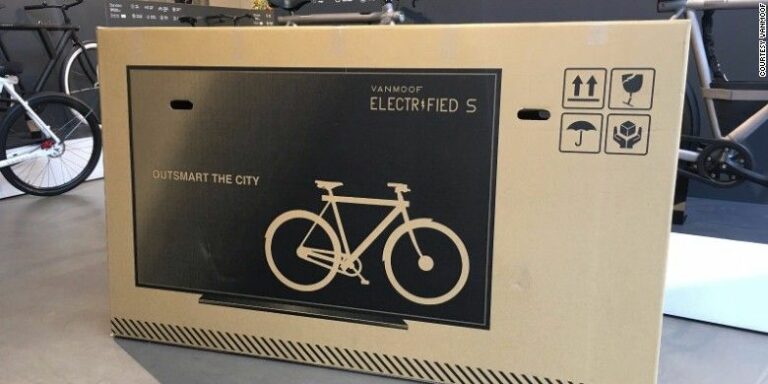 VANMOOF
ELECTRIFIED S
OUTSMART THE CITY
COURTESY VANMOOF